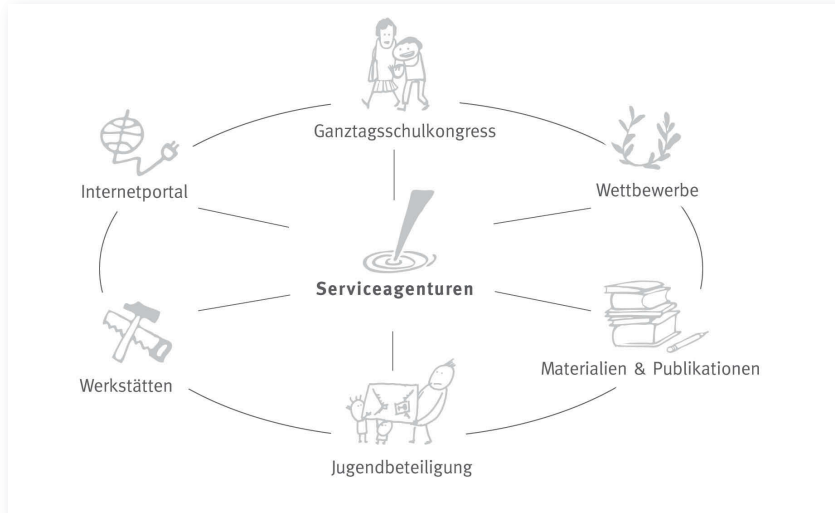 Ganztagsschulkongress
Internetportal
Wettbewerbe
Serviceagenturen
Werkstätten
Materialien & Publikationen
Jugendbeteiligung